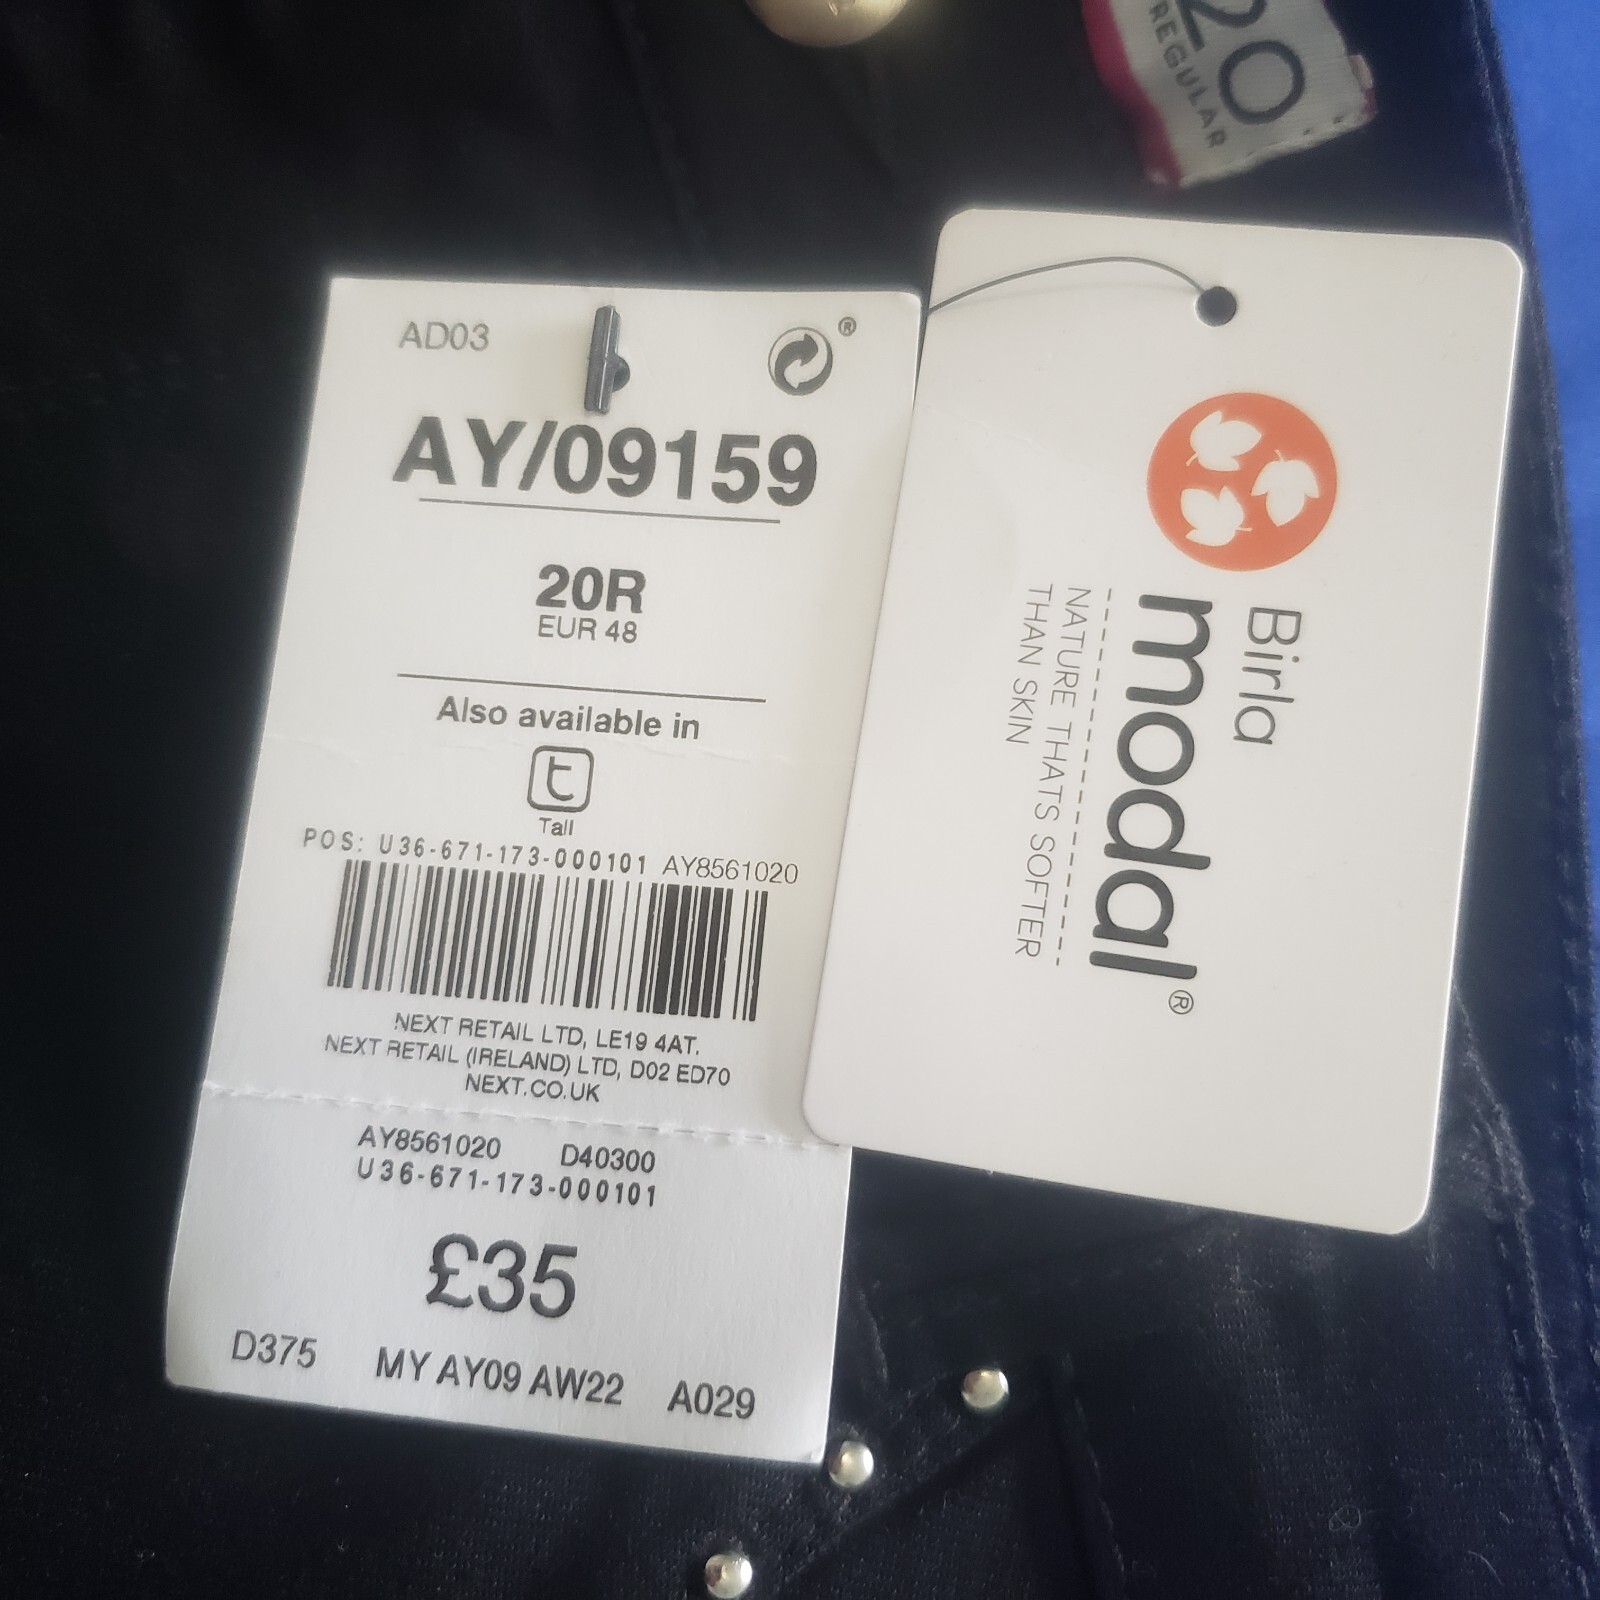 20
REGULAR
AD03
®
AY/09159
20R
EUR 48
Also available in
t
Tall
POS: U36-671-173-000101 AY8561020
NEXT RETAIL LTD, LE19 4AT.
NEXT RETAIL (IRELAND) LTD, D02 ED70
NEXT.CO.UK
AY8561020 D40300
U36-671-173-000101
£35
D375 MY AY09 AW22 A029
Birla
modal®
NATURE THATS SOFTER
THAN SKIN